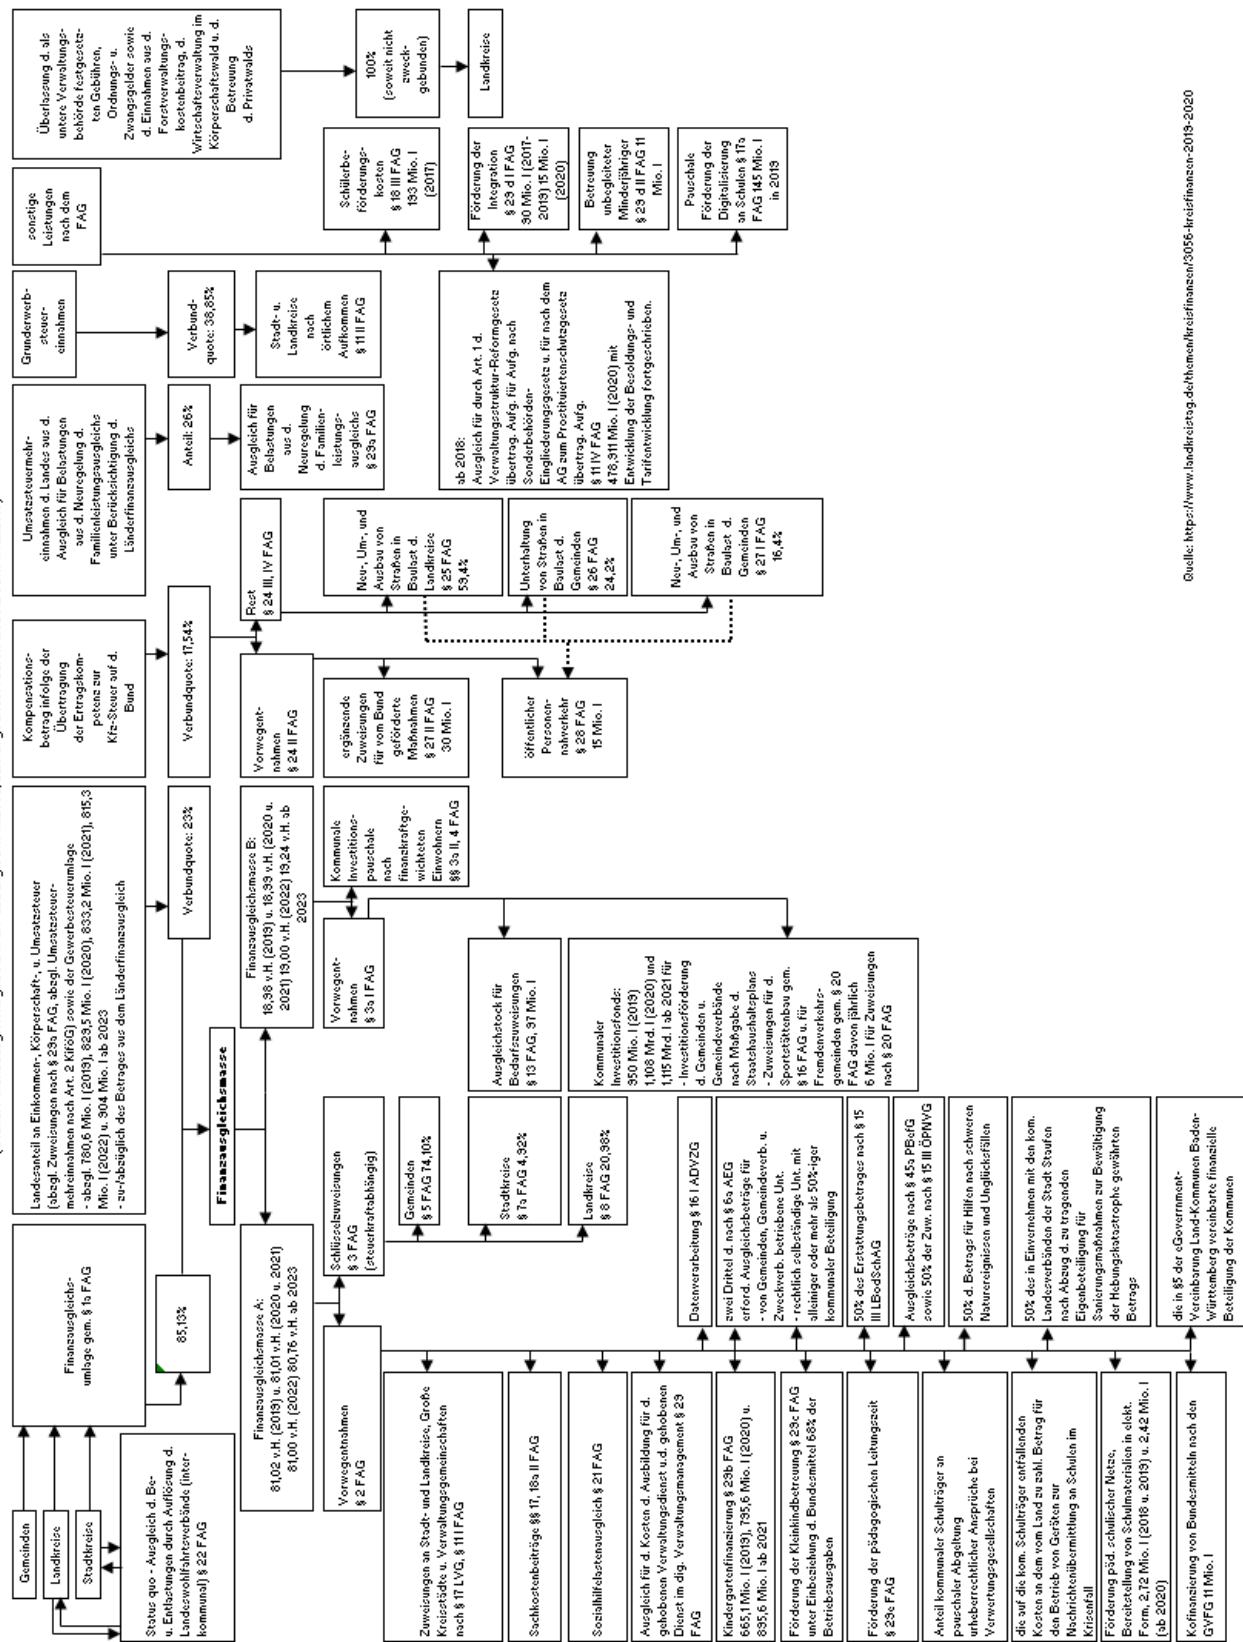 Gemeinden
Landkreise
Stadtkreise
Status quo - Ausgleich d. Be-
u. Entlastungen durch Auflösung d.
Landeswohlfahrtsverbände (inter-
kommunal) § 22 FAG
Finanzausgleichs-
umlage gem. § 1a FAG
85,13%
Landesanteil an Einkommen-, Körperschaft-, u. Umsatzsteuer
(abzgl. Zuweisungen nach § 29a FAG, abzgl. Umsatzsteuer-
mehreinnahmen nach Art. 2 KiföG) sowie der Gewerbesteuerumlage
- abzgl. 780,6 Mio. I (2019), 829,5 Mio. I (2020), 833,2 Mio. I (2021), 815,3
Mio. I (2022) u. 904 Mio. I ab 2023
- zu-/abzüglich des Betrages aus dem Länderfinanzausgleich
Verbundquote: 23%
Finanzausgleichsmasse
Kompensations-
betrag infolge der
Übertragung
der Ertragskom-
petenz zur
Kfz-Steuer auf d.
Bund
Verbundquote: 17,54%
Umsatzsteuermehr-
einnahmen d. Landes aus d.
Ausgleich für Belastungen
aus d. Neuregelung d.
Familienleistungsausgleichs
unter Berücksichtigung d.
Länderfinanzausgleichs
Anteil: 26%
Ausgleich für
Belastungen
aus d.
Neuregelung
d. Familien-
leistungs-
ausgleichs
§ 29a FAG
Grunderwerb-
steuer-
einnahmen
Verbund-
quote: 38,85%
Stadt- u.
Landkreise
nach
örtlichem
Aufkommen
§ 11 II FAG
sonstige
Leistungen
nach dem
FAG
Überlassung d. als
untere Verwaltungs-
behörde festgesetz-
ten Gebühren,
Ordnungs- u.
Zwangsgelder sowie
d. Einnahmen aus d.
Forstverwaltungs-
kostenbeitrag, d.
Wirtschaftsverwaltung im
Körperschaftswald u. d.
Betreuung
d. Privatwalds
100%
(soweit nicht
zweck-
gebunden)
Landkreise
Finanzausgleichsmasse A:
81,02 v.H. (2019) u. 81,01 v.H. (2020 u. 2021)
81,00 v.H. (2022) 80,76 v.H. ab 2023
Finanzausgleichsmasse B:
18,98 v.H. (2019) u. 18,99 v.H. (2020 u.
2021) 19,00 v.H. (2022) 19,24 v.H. ab
2023
Vorwegentnahmen
§ 2 FAG
Schlüsselzuweisungen
§ 3 FAG
(steuerkraftabhängig)
Gemeinden
§ 5 FAG 74,10%
Stadtkreise
§ 7a FAG 4,92%
Landkreise
§ 8 FAG 20,98%
Vorwegent-
nahmen
§ 3a I FAG
Kommunale
Investitions-
pauschale
nach
finanzkraftge-
wichteten
Einwohnern
§§ 3a II, 4 FAG
Ausgleichstock für
Bedarfszuweisungen
§ 13 FAG, 97 Mio. I
Kommunaler
Investitionsfonds:
950 Mio. I (2019)
1,108 Mrd. I (2020) und
1,115 Mrd. I ab 2021 für
- Investitionsförderung
d. Gemeinden u.
Gemeindeverbände
nach Maßgabe d.
Staatshaushaltsplans
- Zuweisungen für d.
Sportstättenbau gem.
§ 16 FAG u. für
Fremdenverkehrs-
gemeinden gem. § 20
FAG davon jährlich
6 Mio. I für Zuweisungen
nach § 20 FAG
Vorwegent-
nahmen
§ 24 II FAG
Rest
§ 24 III, IV FAG
ergänzende
Zuweisungen
für vom Bund
geförderte
Maßnahmen
§ 27 II FAG
30 Mio. I
öffentlicher
Personen-
nahverkehr
§ 28 FAG
15 Mio. I
Neu-, Um-, und
Ausbau von
Straßen in
Baulast d.
Landkreise
§ 25 FAG
59,4%
Unterhaltung
von Straßen in
Baulast d.
Gemeinden
§ 26 FAG
24,2%
Neu-, Um-, und
Ausbau von
Straßen in
Baulast d.
Gemeinden
§ 27 I FAG
16,4%
ab 2018:
Ausgleich für durch Art. 1 d.
Verwaltungsstruktur-Reformgesetz
übertrag. Aufg. für Aufg. nach
Sonderbehörden-
Eingliederungsgesetz u. für nach dem
AG zum Prostituiertenschutzgesetz
übertrag. Aufg.
§ 11 IV FAG
478,911 Mio. I (2020) mit
Entwicklung der Besoldungs- und
Tarifentwicklung fortgeschrieben.
Schülerbe-
förderungs-
kosten
§ 18 III FAG
193 Mio. I
(2017)
Förderung der
Integration
§ 29 d I FAG
90 Mio. I (2017-
2019) 15 Mio. I
(2020)
Betreuung
unbegleiteter
Minderjähriger
§ 29 d II FAG 11
Mio. I
Pauschale
Förderung der
Digitalisierung
an Schulen § 17a
FAG 145 Mio. I
in 2019
Zuweisungen an Stadt- und Landkreise, Große
Kreisstädte u. Verwaltungsgemeinschaften
nach § 17 LVG, § 11 I FAG
Sachkostenbeiträge §§ 17, 18a II FAG
Sozialhilfelastenausgleich § 21 FAG
Ausgleich für d. Kosten d. Ausbildung für d.
gehobenen Verwaltungsdienst u.d. gehobenen
Dienst im dig. Verwaltungsmanagement § 29
FAG
Kindergartenfinanzierung § 29b FAG
665,1 Mio. I (2019), 795,6 Mio. I (2020) u.
895,6 Mio. I ab 2021
Förderung der Kleinkindbetreuung § 29c FAG
unter Einbeziehung d. Bundesmittel 68% der
Betriebsausgaben
Förderung der pädagogischen Leitungszeit
§ 29e FAG
Anteil kommunaler Schulträger an
pauschaler Abgeltung
urheberrechtlicher Ansprüche bei
Verwertungsgesellschaften
die auf die kom. Schulträger entfallenden
Kosten an dem vom Land zu zahl. Betrag für
den Betrieb von Geräten zur
Nachrichtenübermittlung an Schulen im
Krisenfall
Förderung päd. schulischer Netze,
Bereitstellung von Schulmaterialien in elekt.
Form, 2,72 Mio. I (2018 u. 2019) u. 2,42 Mio. I
(ab 2020)
Kofinanzierung von Bundesmitteln nach den
GVFG 11 Mio. I
Datenverarbeitung § 16 I ADVZG
zwei Drittel d. nach § 6a AEG
erford. Ausgleichsbeträge für
- von Gemeinden, Gemeindeverb. u.
Zweckverb. betriebene Unt.
- rechtlich selbständige Unt. mit
alleiniger oder mehr als 50%-iger
kommunaler Beteiligung
50% des Erstattungsbetrages nach § 15
III LBodSchAG
Ausgleichsbeträge nach § 45a PBefG
sowie 50% der Zuw. nach § 15 III ÖPNVG
50% d. Betrags für Hilfen nach schweren
Naturereignissen und Unglücksfällen
50% des in Einvernehmen mit den kom.
Landesverbänden der Stadt Staufen
nach Abzug d. zu tragenden
Eigenbeteiligung für
Sanierungsmaßnahmen zur Bewältigung
der Hebungskatastrophe gewährten
Betrags
die in §5 der eGoverrnment-
Vereinbarung Land-Kommunen Baden-
Württemberg vereinbarte finanzielle
Beteiligung der Kommunen
Quelle: https://www.landkreistag.de/themen/kreisfinanzen/3056-kreisfinanzen-2019-2020